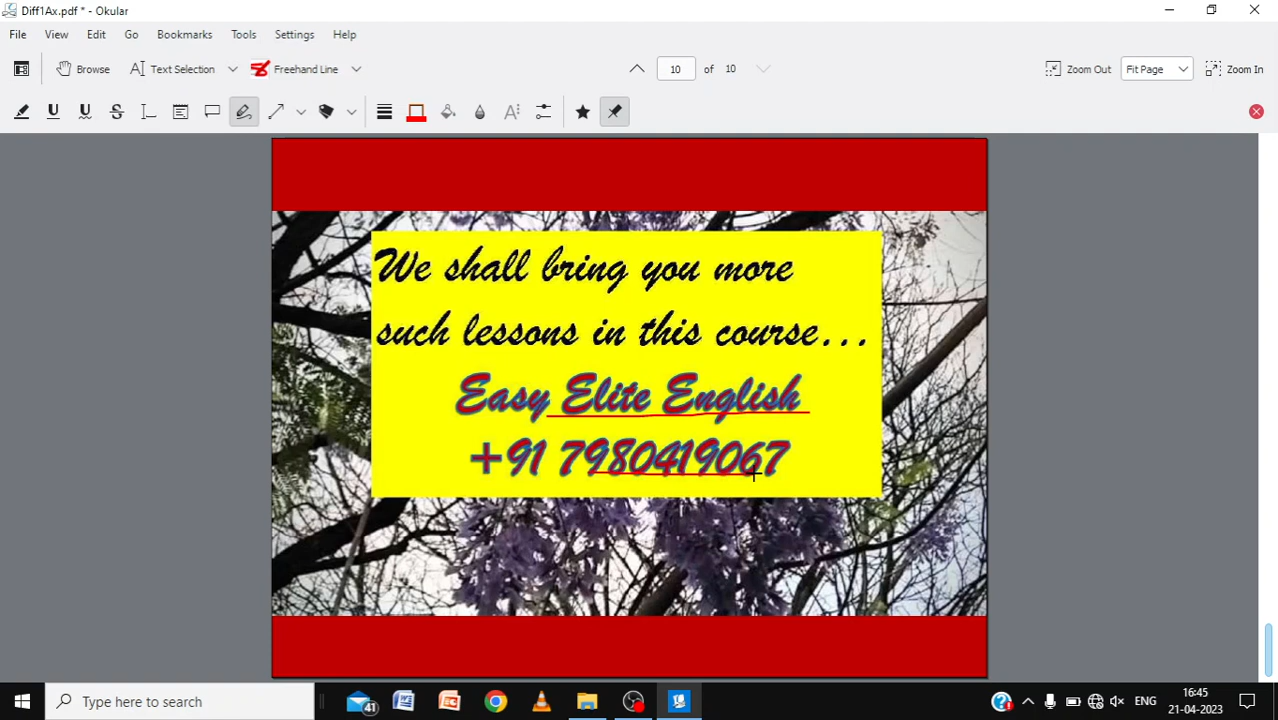 Diff1Ax.pdf * - Okular
File View Edit Go Bookmarks Tools Settings Help
Browse Text Selection Freehand Line 10 of 10 Zoom Out Fit Page Zoom In
We shall bring you more
such lessons in this course...
Easy Elite English
+91 7980419067
Type here to search
41
ENG
16:45
21-04-2023